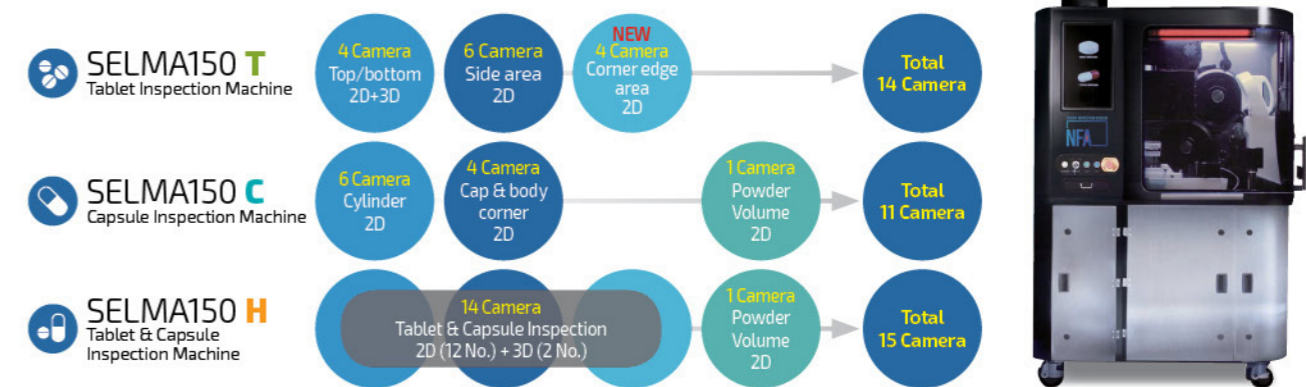 SELMA150 T
Tablet Inspection Machine
4 Camera
Top/bottom
2D+3D
6 Camera
Side area
2D
NEW
4 Camera
Corner edge
area
2D
Total
14 Camera
SELMA150 C
Capsule Inspection Machine
6 Camera
Cylinder
2D
4 Camera
Cap & body
corner
2D
1 Camera
Powder
Volume
2D
Total
11 Camera
SELMA150 H
Tablet & Capsule
Inspection Machine
14 Camera
Tablet & Capsule Inspection
2D (12 No.) + 3D (2 No.)
1 Camera
Powder
Volume
2D
Total
15 Camera
NFA